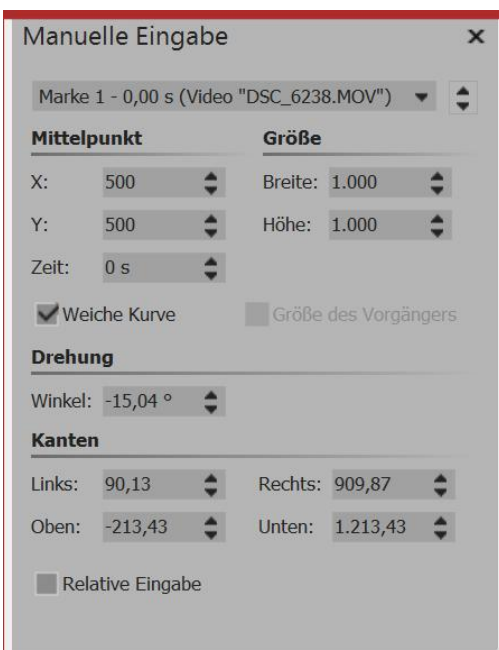 Manuelle Eingabe
Marke 1 - 0,00 s (Video "DSC_6238.MOV")
Mittelpunkt Größe
X: 500 Breite: 1.000
Y: 500 Höhe: 1.000
Zeit: 0 s
Weiche Kurve Größe des Vorgängers
Drehung
Winkel: -15,04 °
Kanten
Links: 90,13 Rechts: 909,87
Oben: -213,43 Unten: 1.213,43
Relative Eingabe